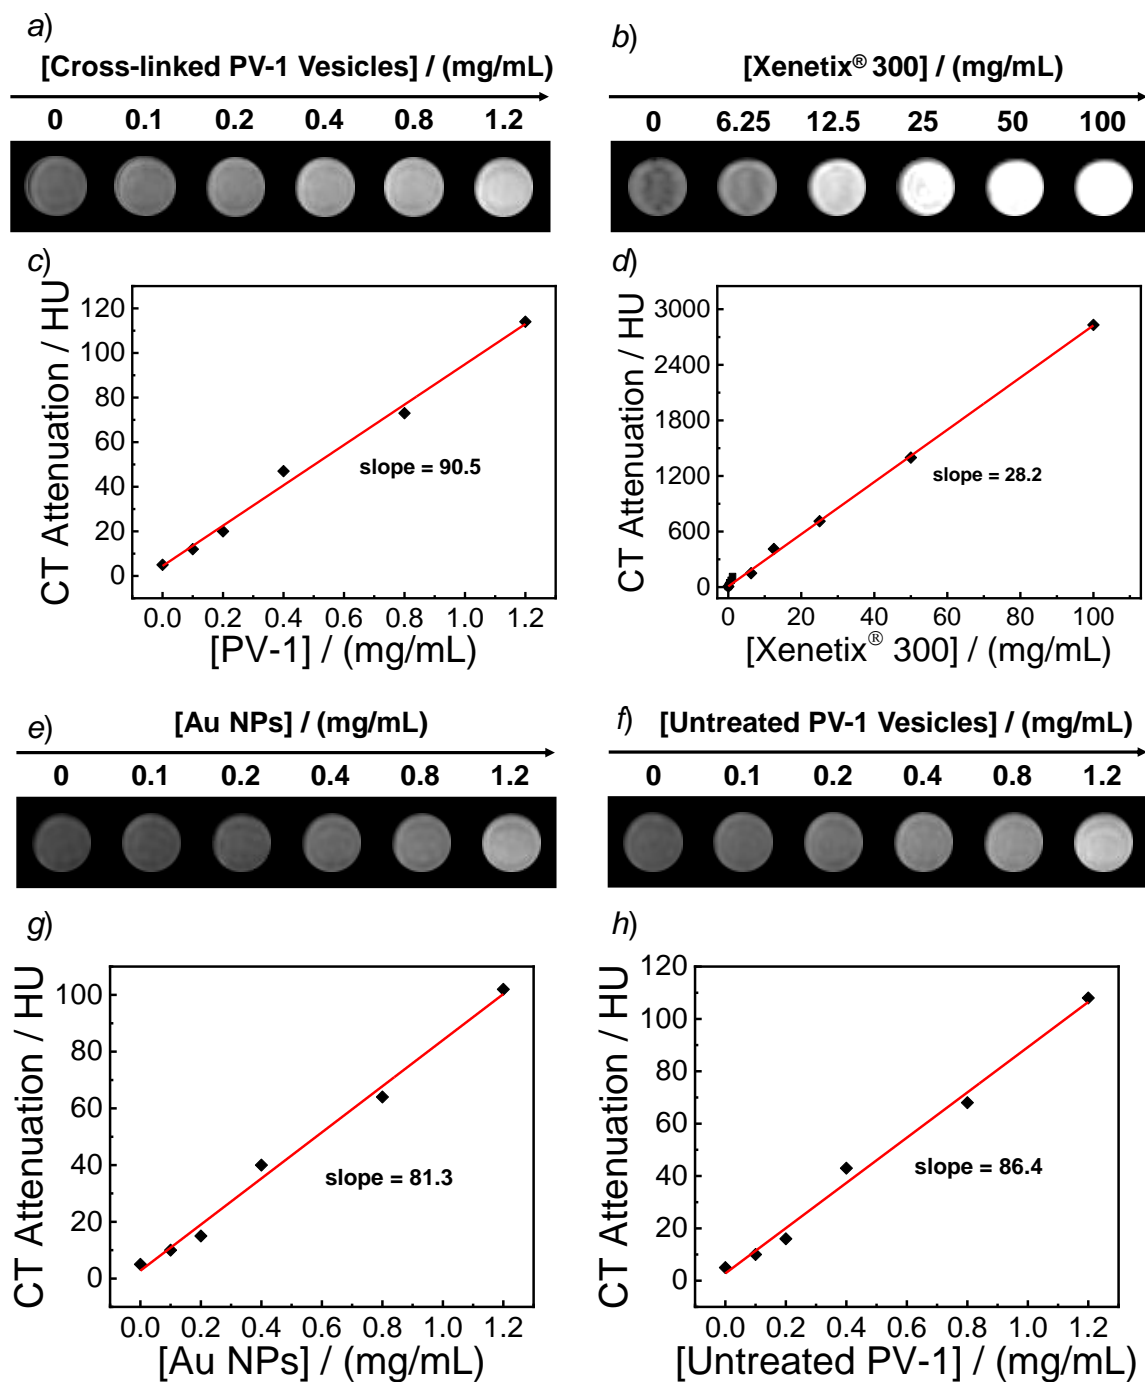 a)
[Cross-linked PV-1 Vesicles] / (mg/mL)
0 0.1 0.2 0.4 0.8 1.2
b)
[Xenetix® 300] / (mg/mL)
0 6.25 12.5 25 50 100
c)
CT Attenuation / HU
120
100
80
60
40
20
0
slope = 90.5
0.0 0.2 0.4 0.6 0.8 1.0 1.2
[PV-1] / (mg/mL)
d)
CT Attenuation / HU
3000
2400
1800
1200
600
0
slope = 28.2
0 20 40 60 80 100
[Xenetix® 300] / (mg/mL)
e)
[Au NPs] / (mg/mL)
0 0.1 0.2 0.4 0.8 1.2
f)
[Untreated PV-1 Vesicles] / (mg/mL)
0 0.1 0.2 0.4 0.8 1.2
g)
CT Attenuation / HU
100
80
60
40
20
0
slope = 81.3
0.0 0.2 0.4 0.6 0.8 1.0 1.2
[Au NPs] / (mg/mL)
h)
CT Attenuation / HU
120
100
80
60
40
20
0
slope = 86.4
0.0 0.2 0.4 0.6 0.8 1.0 1.2
[Untreated PV-1] / (mg/mL)